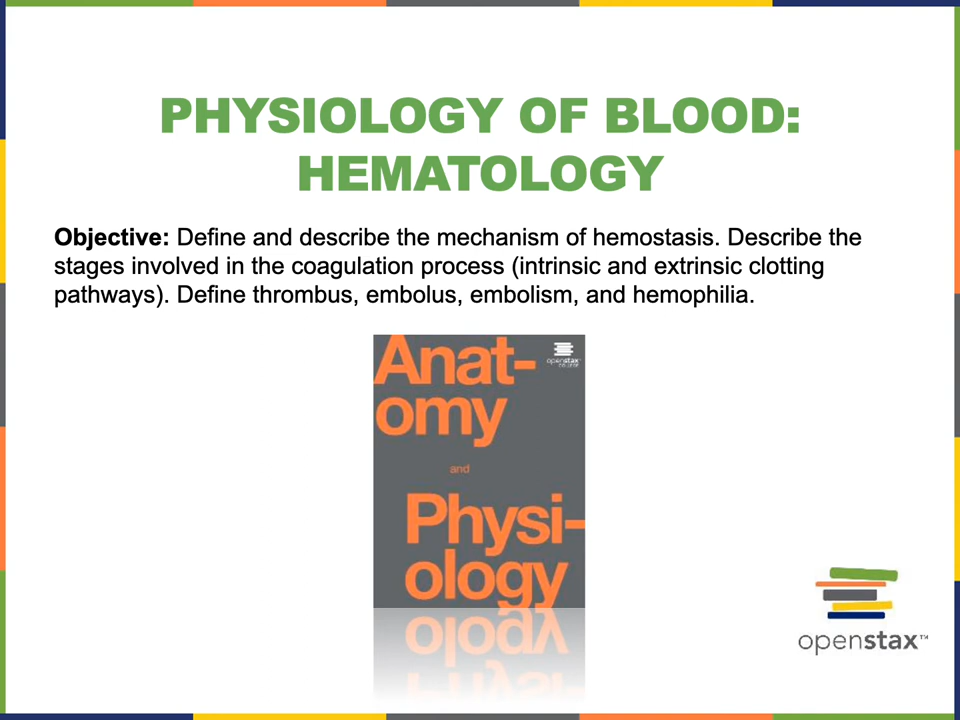 PHYSIOLOGY OF BLOOD:
HEMATOLOGY
Objective: Define and describe the mechanism of hemostasis. Describe the
stages involved in the coagulation process (intrinsic and extrinsic clotting
pathways). Define thrombus, embolus, embolism, and hemophilia.
Anat-
omy
openstax
and
Physi-
ology
openstax™